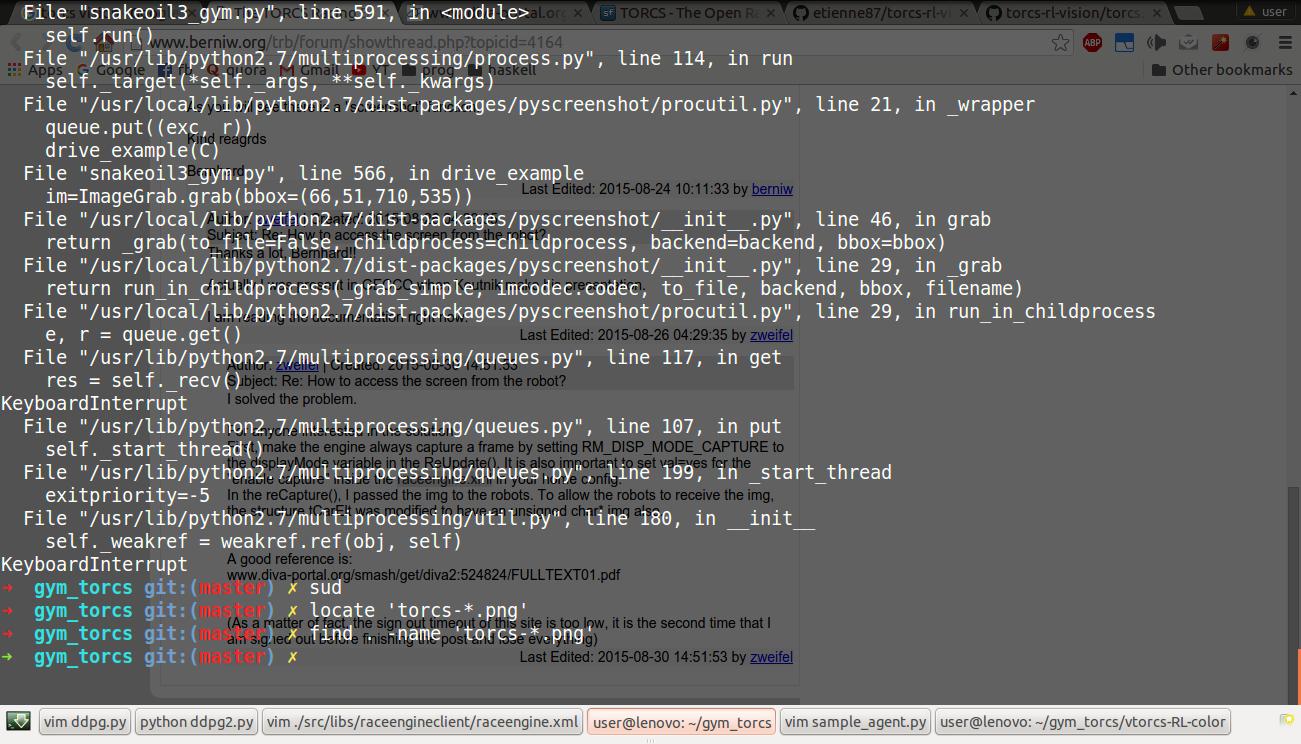 File "snakeoil3_gym.py", line 591, in <module>
self.run()
File "/usr/lib/python2.7/multiprocessing/process.py", line 114, in run
self._target(*self._args, **self._kwargs)
File "/usr/local/lib/python2.7/dist-packages/pyscreenshot/procutil.py", line 21, in _wrapper
queue.put((exc, r))
drive_example(C)
File "snakeoil3_gym.py", line 566, in drive_example
im=ImageGrab.grab(bbox=(66,51,710,535))
File "/usr/local/lib/python2.7/dist-packages/pyscreenshot/__init__.py", line 46, in grab
return _grab(to_file=False, childprocess=childprocess, backend=backend, bbox=bbox)
File "/usr/local/lib/python2.7/dist-packages/pyscreenshot/__init__.py", line 29, in _grab
return run_in_childprocess(_grab_simple, imcodec.codec, to_file, backend, bbox, filename)
File "/usr/local/lib/python2.7/dist-packages/pyscreenshot/procutil.py", line 29, in run_in_childprocess
e, r = queue.get()
File "/usr/lib/python2.7/multiprocessing/queues.py", line 117, in get
res = self._recv()
KeyboardInterrupt
File "/usr/lib/python2.7/multiprocessing/queues.py", line 107, in put
self._start_thread()
File "/usr/lib/python2.7/multiprocessing/queues.py", line 199, in _start_thread
exitpriority=-5
File "/usr/lib/python2.7/multiprocessing/util.py", line 180, in __init__
self._weakref = weakref.ref(obj, self)
KeyboardInterrupt
→ gym_torcs git:(master) ✗ sud
→ gym_torcs git:(master) ✗ locate 'torcs-*.png'
→ gym_torcs git:(master) ✗ find . -name 'torcs-*.png'
→ gym_torcs git:(master) ✗
TORCS - The Open Ra
etienne87/torcs-rl-vi
torcs-rl-vision/torcs.
user
www.berniw.org/trb/forum/showthread.php?topicid=4164
ABP
Apps Google fb quora Gmail YT prog haskell
Other bookmarks
Kind reagrds
Last Edited: 2015-08-24 10:11:33 by berniw
Subject: Re: How to access the screen from the robot?
Thanks a lot, Bernhard!!
I am reading the documentation right now.
Last Edited: 2015-08-26 04:29:35 by zweifel
Author: zweifel | Created: 2015-08-30 14:51:53
Subject: Re: How to access the screen from the robot?
I solved the problem.
For anyone interested in the solution:
First, make the engine always capture a frame by setting RM_DISP_MODE_CAPTURE to
the displayMode variable in the ReUpdate(). It is also important to set val=yes for the
"enable capture" inside the raceengine.xml in your home config.
In the reCapture(), I passed the img to the robots. To allow the robots to receive the img,
the structure tCarElt was modified to have an unsigned char* img also.
A good reference is:
www.diva-portal.org/smash/get/diva2:524824/FULLTEXT01.pdf
(As a matter of fact, the sign out timeout of this site is too low, it is the second time that I
am signed out before finishing the post and lose everything)
Last Edited: 2015-08-30 14:51:53 by zweifel
vim ddpg.py
python ddpg2.py
vim ./src/libs/raceengineclient/raceengine.xml
user@lenovo: ~/gym_torcs
vim sample_agent.py
user@lenovo: ~/gym_torcs/vtorcs-RL-color